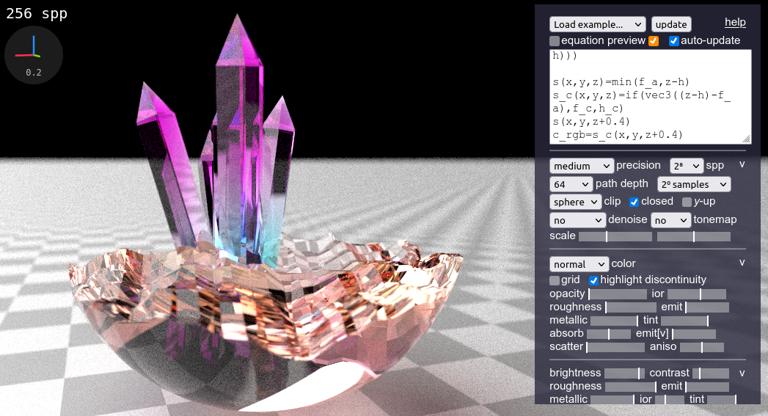 256 spp
0.2
Load example... update help
equation preview auto-update
h)))
s(x,y,z)=min(f_a,z-h)
s_c(x,y,z)=if(vec3((z-h)-f_
a),f_c,h_c)
s(x,y,z+0.4)
c_rgb=s_c(x,y,z+0.4)
medium precision 2⁸ spp v
64 path depth 2⁰ samples
sphere clip closed y-up
no denoise no tonemap
scale
normal color v
grid highlight discontinuity
opacity ior
roughness emit
metallic tint
absorb emit[v]
scatter aniso
brightness contrast v
roughness emit
metallic ior tint